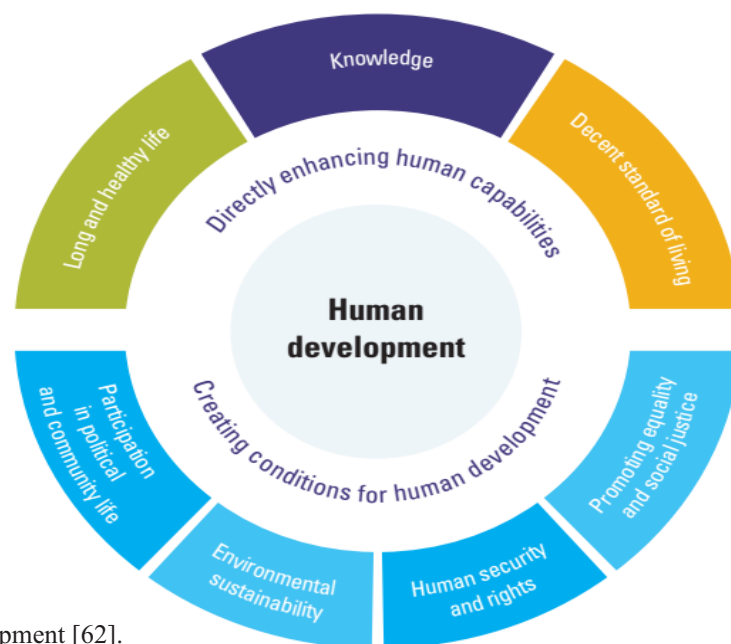 Knowledge
Long and healthy life
Decent standard of living
Directly enhancing human capabilities
Human
development
Creating conditions for human development
Participation
in political
and community life
Environmental
sustainability
Human security
and rights
Promoting equality
and social justice
[62].